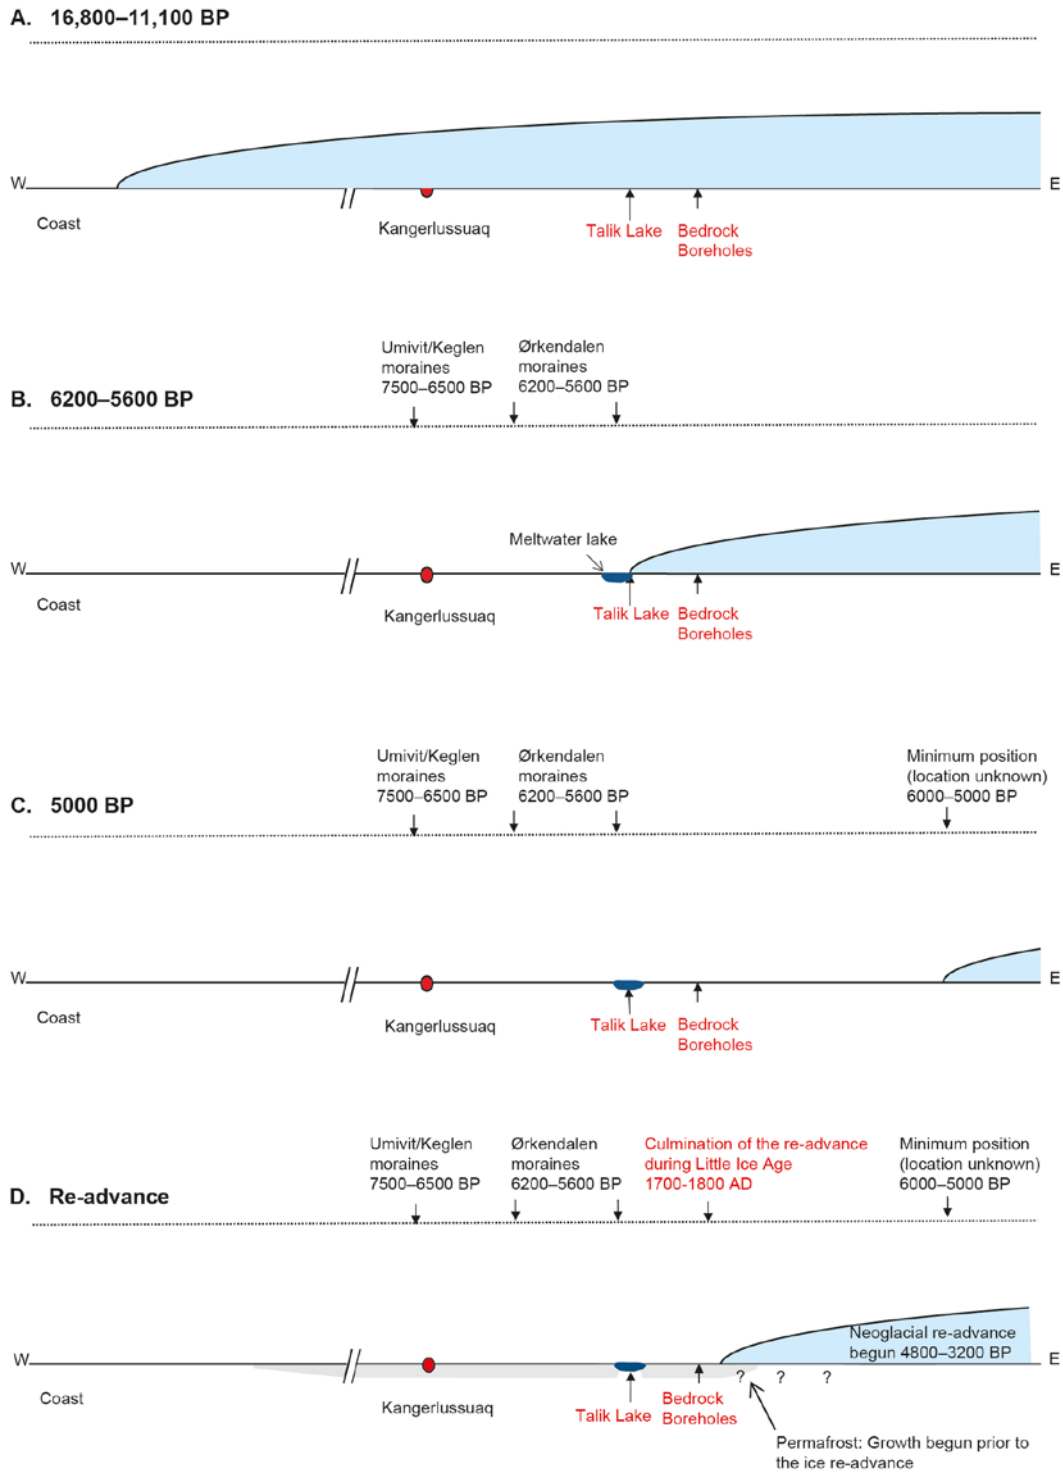 A. 16,800–11,100 BP
W
E
Coast
Kangerlussuaq
Talik Lake
Bedrock
Boreholes
Umivit/Keglen
moraines
7500–6500 BP
Ørkendalen
moraines
6200–5600 BP
B. 6200–5600 BP
Meltwater lake
W
E
Coast
Kangerlussuaq
Talik Lake
Bedrock
Boreholes
Umivit/Keglen
moraines
7500–6500 BP
Ørkendalen
moraines
6200–5600 BP
Minimum position
(location unknown)
6000–5000 BP
C. 5000 BP
W
E
Coast
Kangerlussuaq
Talik Lake
Bedrock
Boreholes
Umivit/Keglen
moraines
7500–6500 BP
Ørkendalen
moraines
6200–5600 BP
Culmination of the re-advance
during Little Ice Age
1700-1800 AD
Minimum position
(location unknown)
6000–5000 BP
D. Re-advance
Neoglacial re-advance
begun 4800–3200 BP
W
E
? ? ?
Coast
Kangerlussuaq
Talik Lake
Bedrock
Boreholes
Permafrost: Growth begun prior to
the ice re-advance